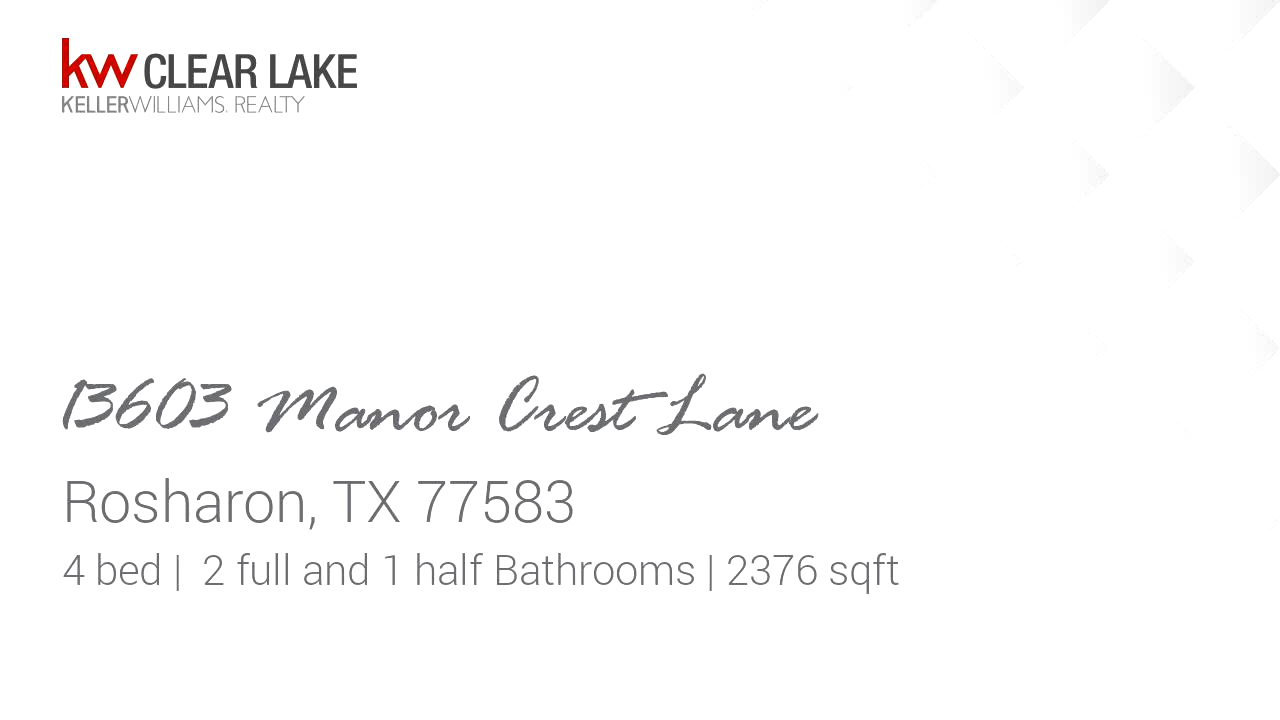 kw CLEAR LAKE
KELLERWILLIAMS. REALTY
13603 Manor Crest Lane
Rosharon, TX 77583
4 bed | 2 full and 1 half Bathrooms | 2376 sqft